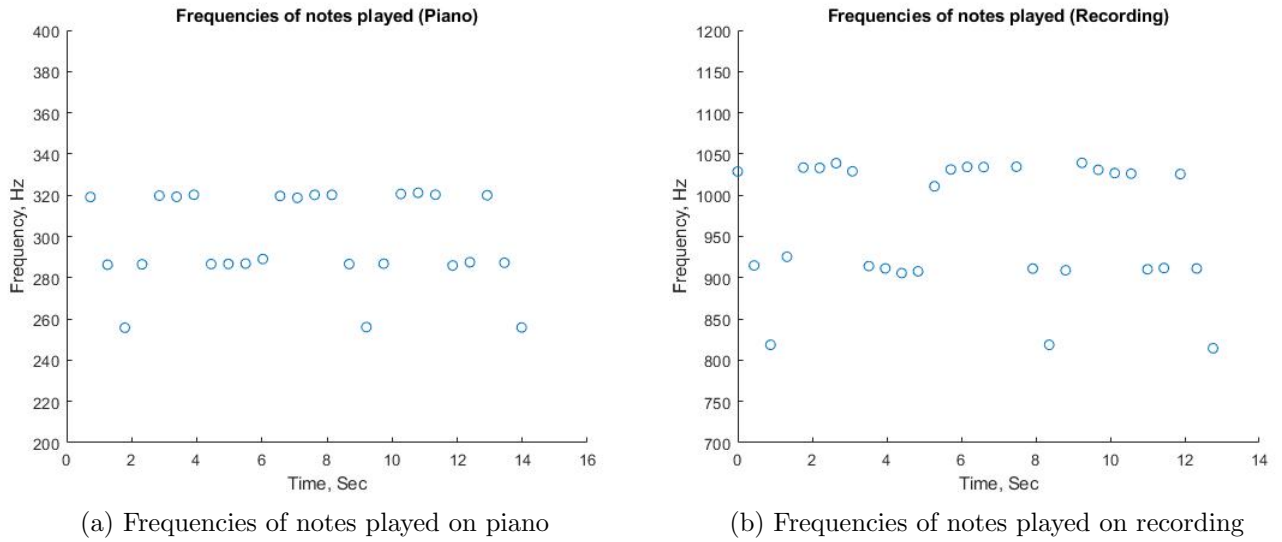 Frequencies of notes played (Piano)
400
380
360
340
320
300
280
260
240
220
200
Frequency, Hz
0 2 4 6 8 10 12 14 16
Time, Sec
(a) Frequencies of notes played on piano
Frequencies of notes played (Recording)
1200
1150
1100
1050
1000
950
900
850
800
750
700
Frequency, Hz
0 2 4 6 8 10 12 14
Time, Sec
(b) Frequencies of notes played on recording